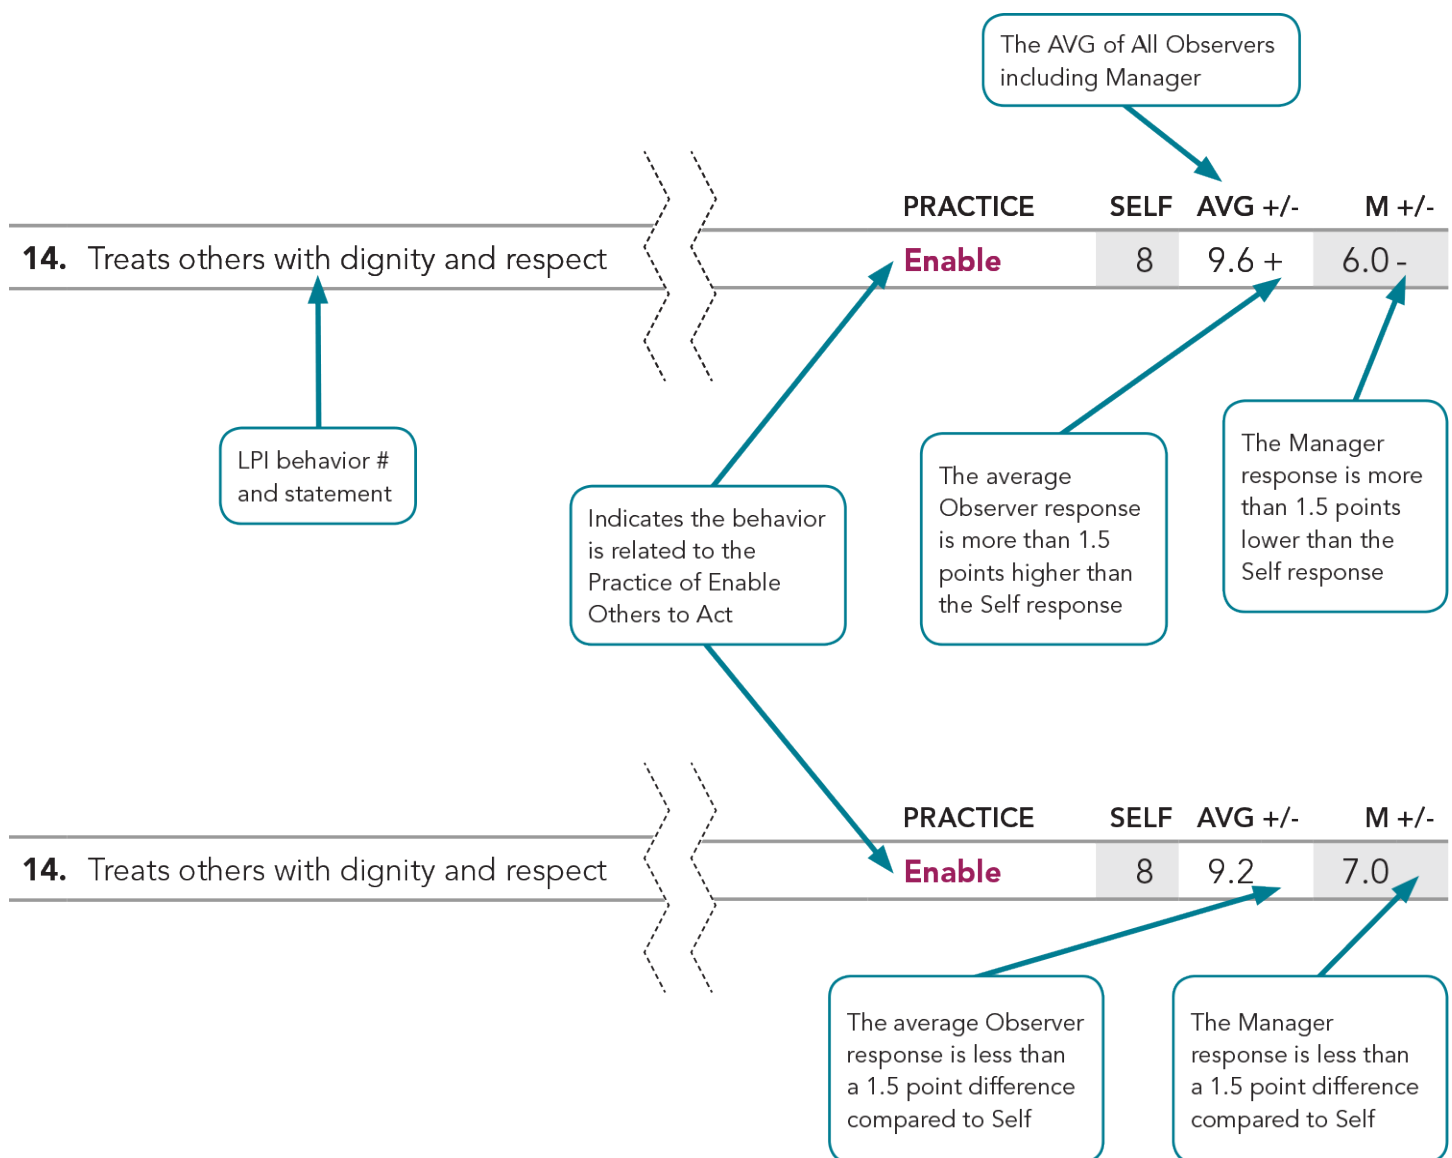 The AVG of All Observers
including Manager
PRACTICE SELF AVG +/- M +/-
14. Treats others with dignity and respect Enable 8 9.6 + 6.0 -
LPI behavior #
and statement
Indicates the behavior
is related to the
Practice of Enable
Others to Act
The average
Observer response
is more than 1.5
points higher than
the Self response
The Manager
response is more
than 1.5 points
lower than the
Self response
PRACTICE SELF AVG +/- M +/-
14. Treats others with dignity and respect Enable 8 9.2 7.0
The average Observer
response is less than
a 1.5 point difference
compared to Self
The Manager
response is less than
a 1.5 point difference
compared to Self